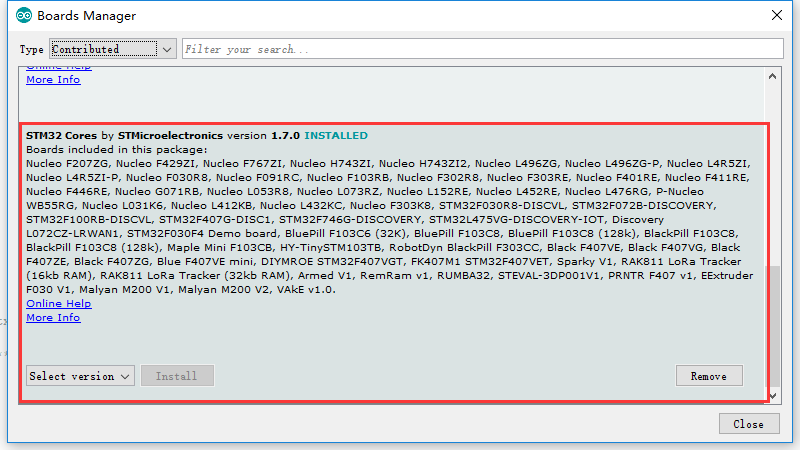 Boards Manager
Type Contributed Filter your search...
Online Help
More Info
STM32 Cores by STMicroelectronics version 1.7.0 INSTALLED
Boards included in this package:
Nucleo F207ZG, Nucleo F429ZI, Nucleo F767ZI, Nucleo H743ZI, Nucleo H743ZI2, Nucleo L496ZG, Nucleo L496ZG-P, Nucleo L4R5ZI,
Nucleo L4R5ZI-P, Nucleo F030R8, Nucleo F091RC, Nucleo F103RB, Nucleo F302R8, Nucleo F303RE, Nucleo F401RE, Nucleo F411RE,
Nucleo F446RE, Nucleo G071RB, Nucleo L053R8, Nucleo L073RZ, Nucleo L152RE, Nucleo L452RE, Nucleo L476RG, P-Nucleo
WB55RG, Nucleo L031K6, Nucleo L412KB, Nucleo L432KC, Nucleo F303K8, STM32F030R8-DISCVL, STM32F072B-DISCOVERY,
STM32F100RB-DISCVL, STM32F407G-DISC1, STM32F746G-DISCOVERY, STM32L475VG-DISCOVERY-IOT, Discovery
L072CZ-LRWAN1, STM32F030F4 Demo board, BluePill F103C6 (32K), BluePill F103C8, BluePill F103C8 (128k), BlackPill F103C8,
BlackPill F103C8 (128k), Maple Mini F103CB, HY-TinySTM103TB, RobotDyn BlackPill F303CC, Black F407VE, Black F407VG, Black
F407ZE, Black F407ZG, Blue F407VE mini, DIYMROE STM32F407VGT, FK407M1 STM32F407VET, Sparky V1, RAK811 LoRa Tracker
(16kb RAM), RAK811 LoRa Tracker (32kb RAM), Armed V1, RemRam v1, RUMBA32, STEVAL-3DP001V1, PRNTR F407 v1, EExtruder
F030 V1, Malyan M200 V1, Malyan M200 V2, VAkE v1.0.
Online Help
More Info
Select version Install Remove
Close